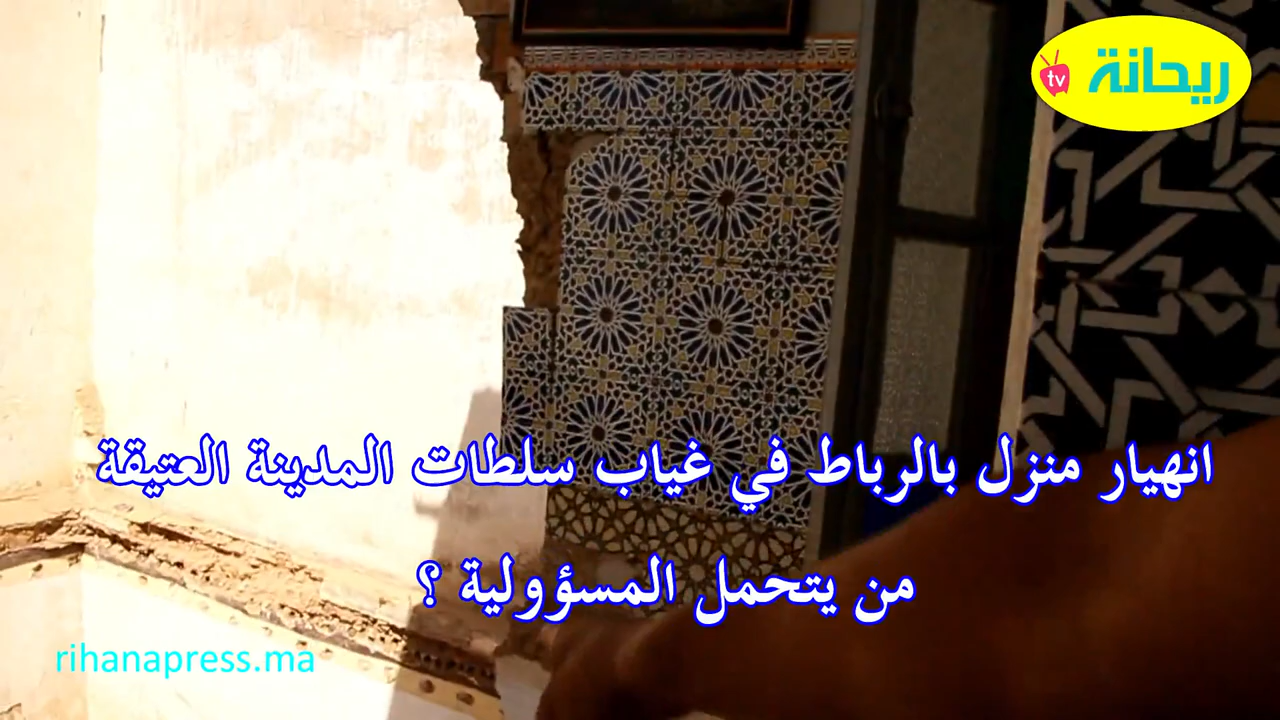 ريحانة
tv
انهيار منزل بالرباط في غياب سلطات المدينة العتيقة
من يتحمل المسؤولية ؟
rihanapress.ma